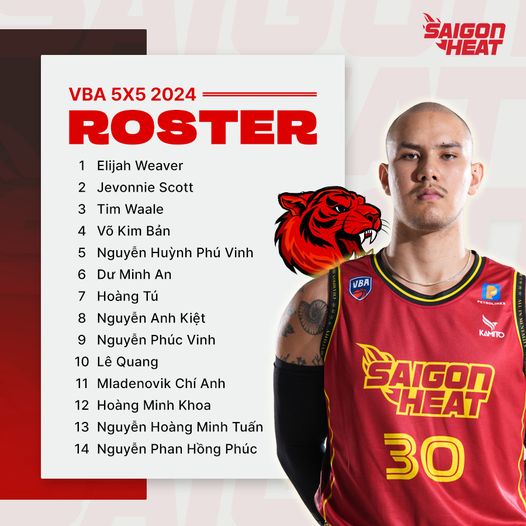 SAIGON
HEAT
VBA 5X5 2024
ROSTER
1 Elijah Weaver
2 Jevonnie Scott
3 Tim Waale
4 Võ Kim Bản
5 Nguyễn Huỳnh Phú Vinh
6 Dư Minh An
7 Hoàng Tú
8 Nguyễn Anh Kiệt
9 Nguyễn Phúc Vinh
10 Lê Quang
11 Mladenovik Chí Anh
12 Hoàng Minh Khoa
13 Nguyễn Hoàng Minh Tuấn
14 Nguyễn Phan Hồng Phúc
VBA
PETROLIMEX
KAMITO
SAIGON
HEAT
30